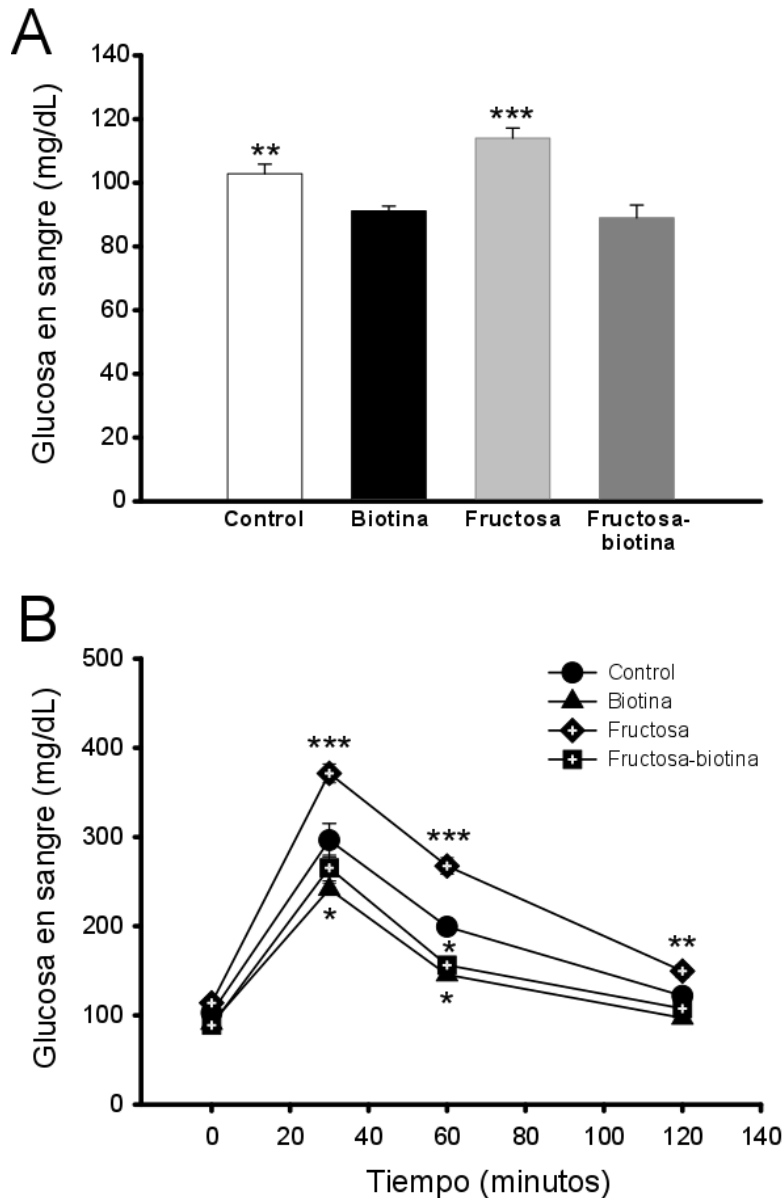 A
Glucosa en sangre (mg/dL)
140
120
100
80
60
40
20
0
**
***
Control
Biotina
Fructosa
Fructosa-
biotina
B
Glucosa en sangre (mg/dL)
500
400
300
200
100
0
Control
Biotina
Fructosa
Fructosa-biotina
***
***
**
*
*
*
0 20 40 60 80 100 120 140
Tiempo (minutos)